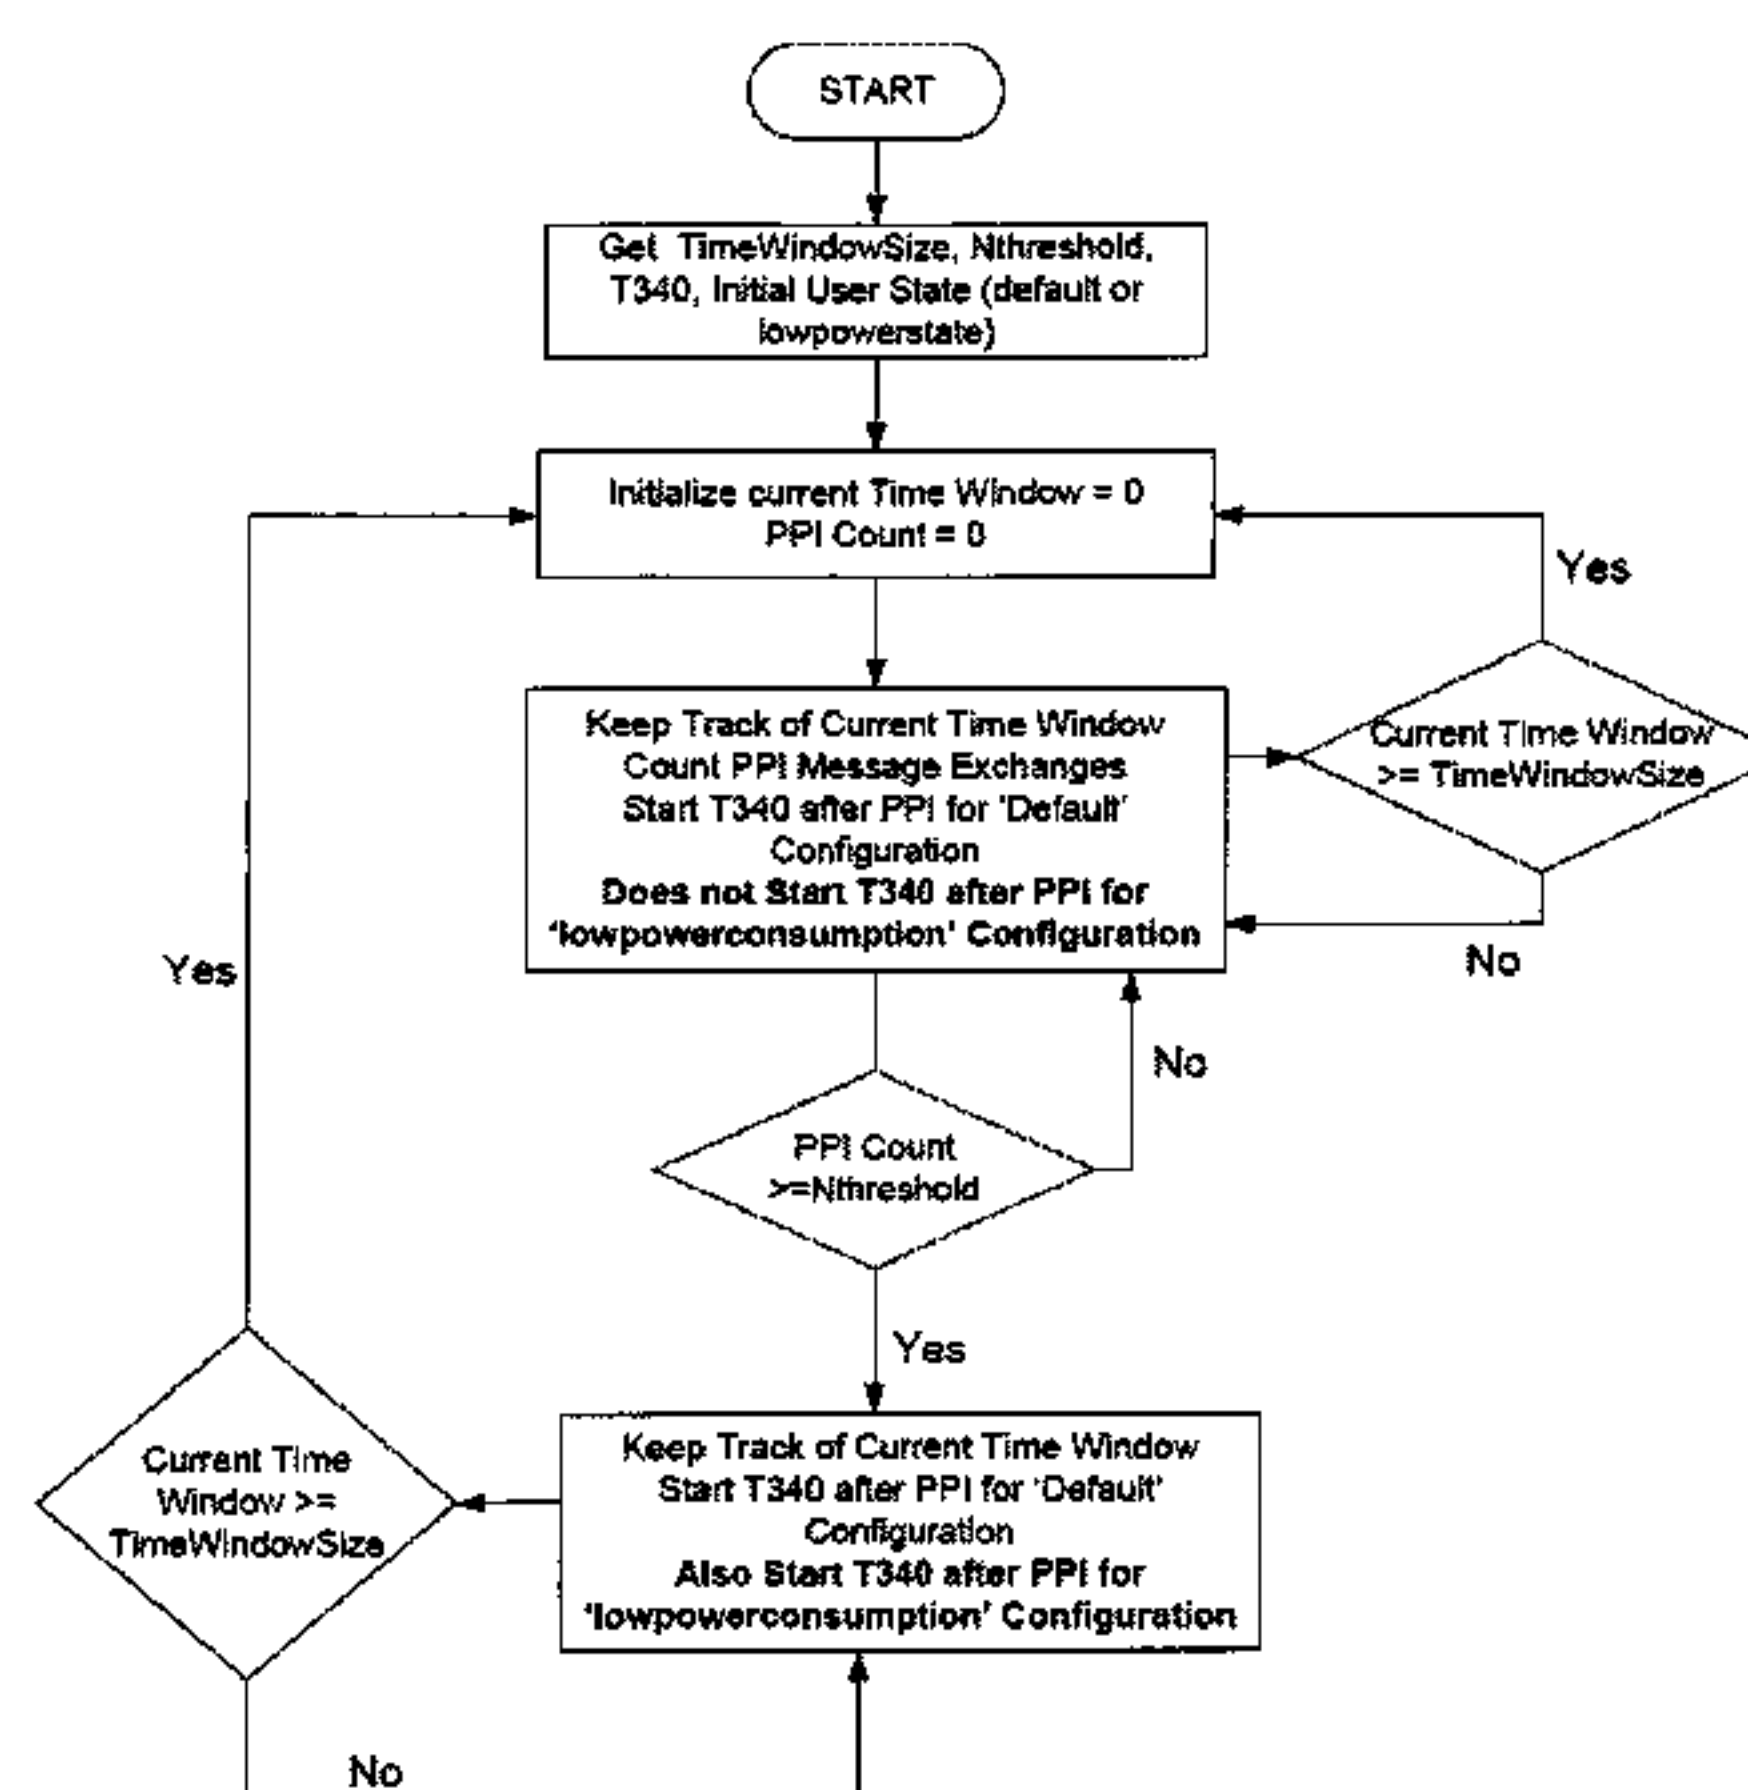 START
Get TimeWindowSize, Nthreshold,
T340, Initial User State (default or
lowpowerstate)
Initialize current Time Window = 0
PPI Count = 0
Yes
Keep Track of Current Time Window
Count PPI Message Exchanges
Start T340 after PPI for 'Default'
Configuration
Does not Start T340 after PPI for
'lowpowerconsumption' Configuration
Current Time Window
>= TimeWindowSize
No
Yes
No
PPI Count
>=Nthreshold
Yes
Current Time
Window >=
TimeWindowSize
Keep Track of Current Time Window
Start T340 after PPI for 'Default'
Configuration
Also Start T340 after PPI for
'lowpowerconsumption' Configuration
No